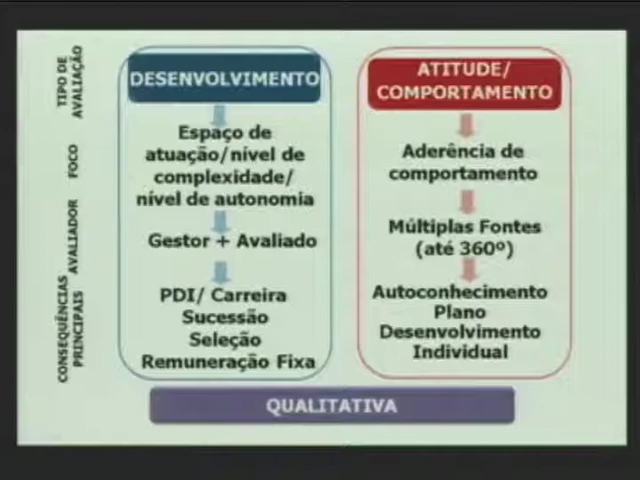 TIPO DE
AVALIAÇÃO
DESENVOLVIMENTO
ATITUDE/
COMPORTAMENTO
FOCO
Espaço de
atuação/nível de
complexidade/
nível de autonomia
Aderência de
comportamento
AVALIADOR
Gestor + Avaliado
Múltiplas Fontes
(até 360º)
CONSEQUÊNCIAS
PRINCIPAIS
PDI/ Carreira
Sucessão
Seleção
Remuneração Fixa
Autoconhecimento
Plano
Desenvolvimento
Individual
QUALITATIVA